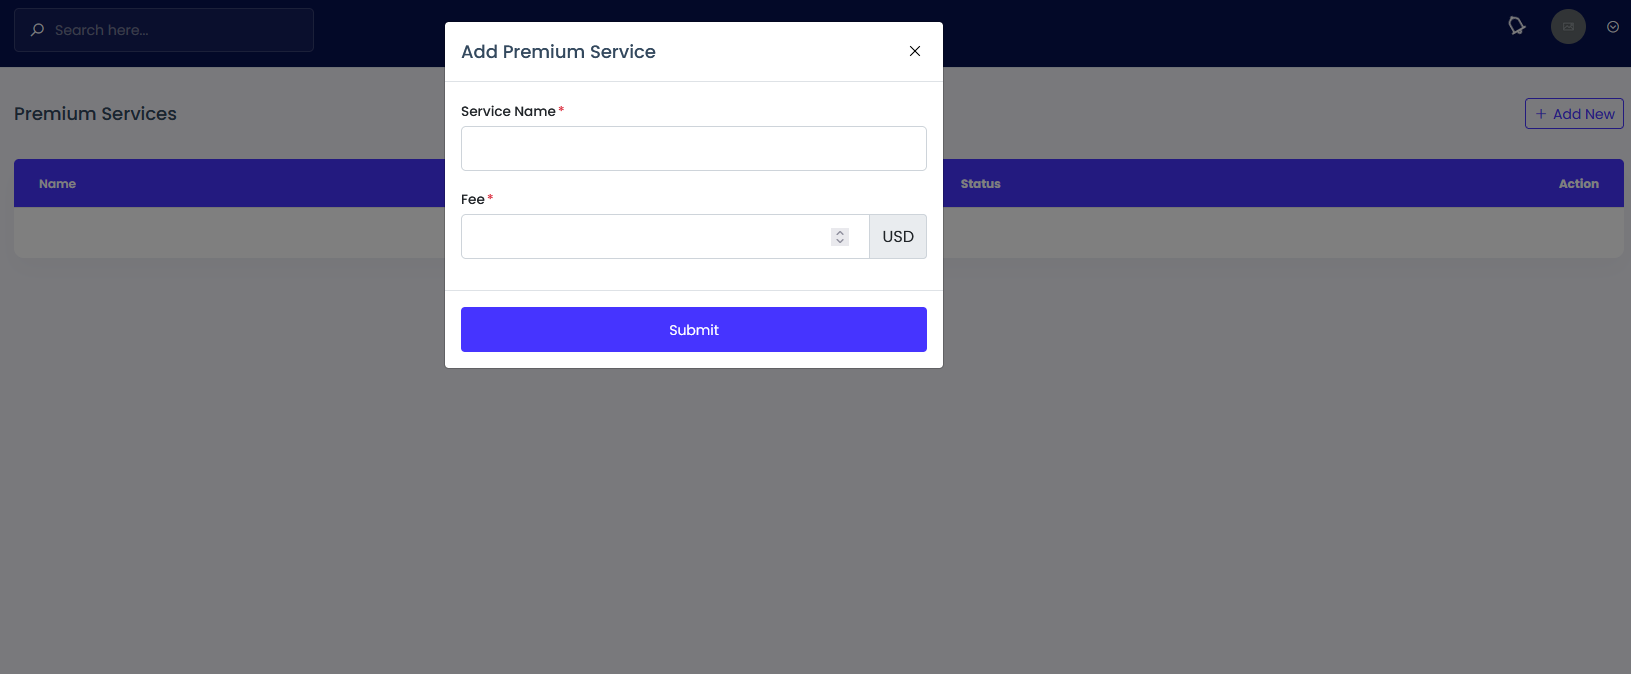 Search here...
Add Premium Service
Premium Services
+ Add New
Name
Status
Action
Service Name *
Fee *
USD
Submit